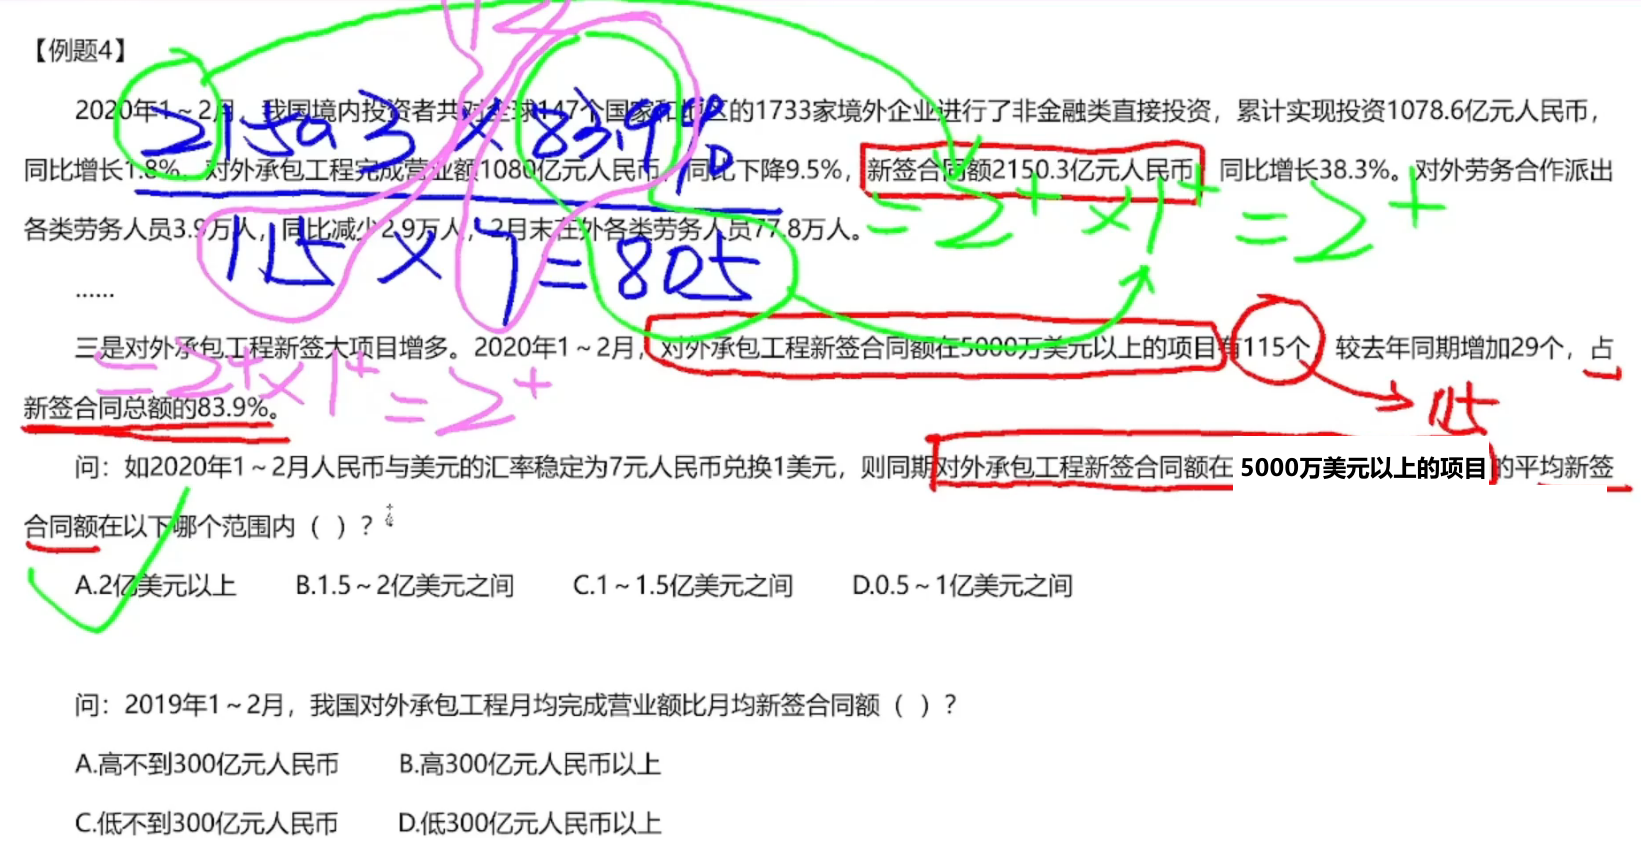 【例题4】
2020年1～2月，我国境内投资者共对全球147个国家和地区的1733家境外企业进行了非金融类直接投资，累计实现投资1078.6亿元人民币，
同比增长1.8%。对外承包工程完成营业额1080亿元人民币，同比下降9.5%，新签合同额2150.3亿元人民币，同比增长38.3%。对外劳务合作派出
各类劳务人员3.9万人，同比减少2.9万人，2月末在外各类劳务人员77.8万人。
2150.3 × 83.9%
= 2⁺ × 1⁺ = 2⁺
115 × 7 = 805
……
三是对外承包工程新签大项目增多。2020年1～2月，对外承包工程新签合同额在5000万美元以上的项目有115个，较去年同期增加29个，占
新签合同总额的83.9%。
= 2⁺ × 1⁺ = 2⁺
115
问：如2020年1～2月人民币与美元的汇率稳定为7元人民币兑换1美元，则同期对外承包工程新签合同额在 5000万美元以上的项目的平均新签
合同额在以下哪个范围内（ ）？
A.2亿美元以上 B.1.5～2亿美元之间 C.1～1.5亿美元之间 D.0.5～1亿美元之间
问：2019年1～2月，我国对外承包工程月均完成营业额比月均新签合同额（ ）？
A.高不到300亿元人民币 B.高300亿元人民币以上
C.低不到300亿元人民币 D.低300亿元人民币以上